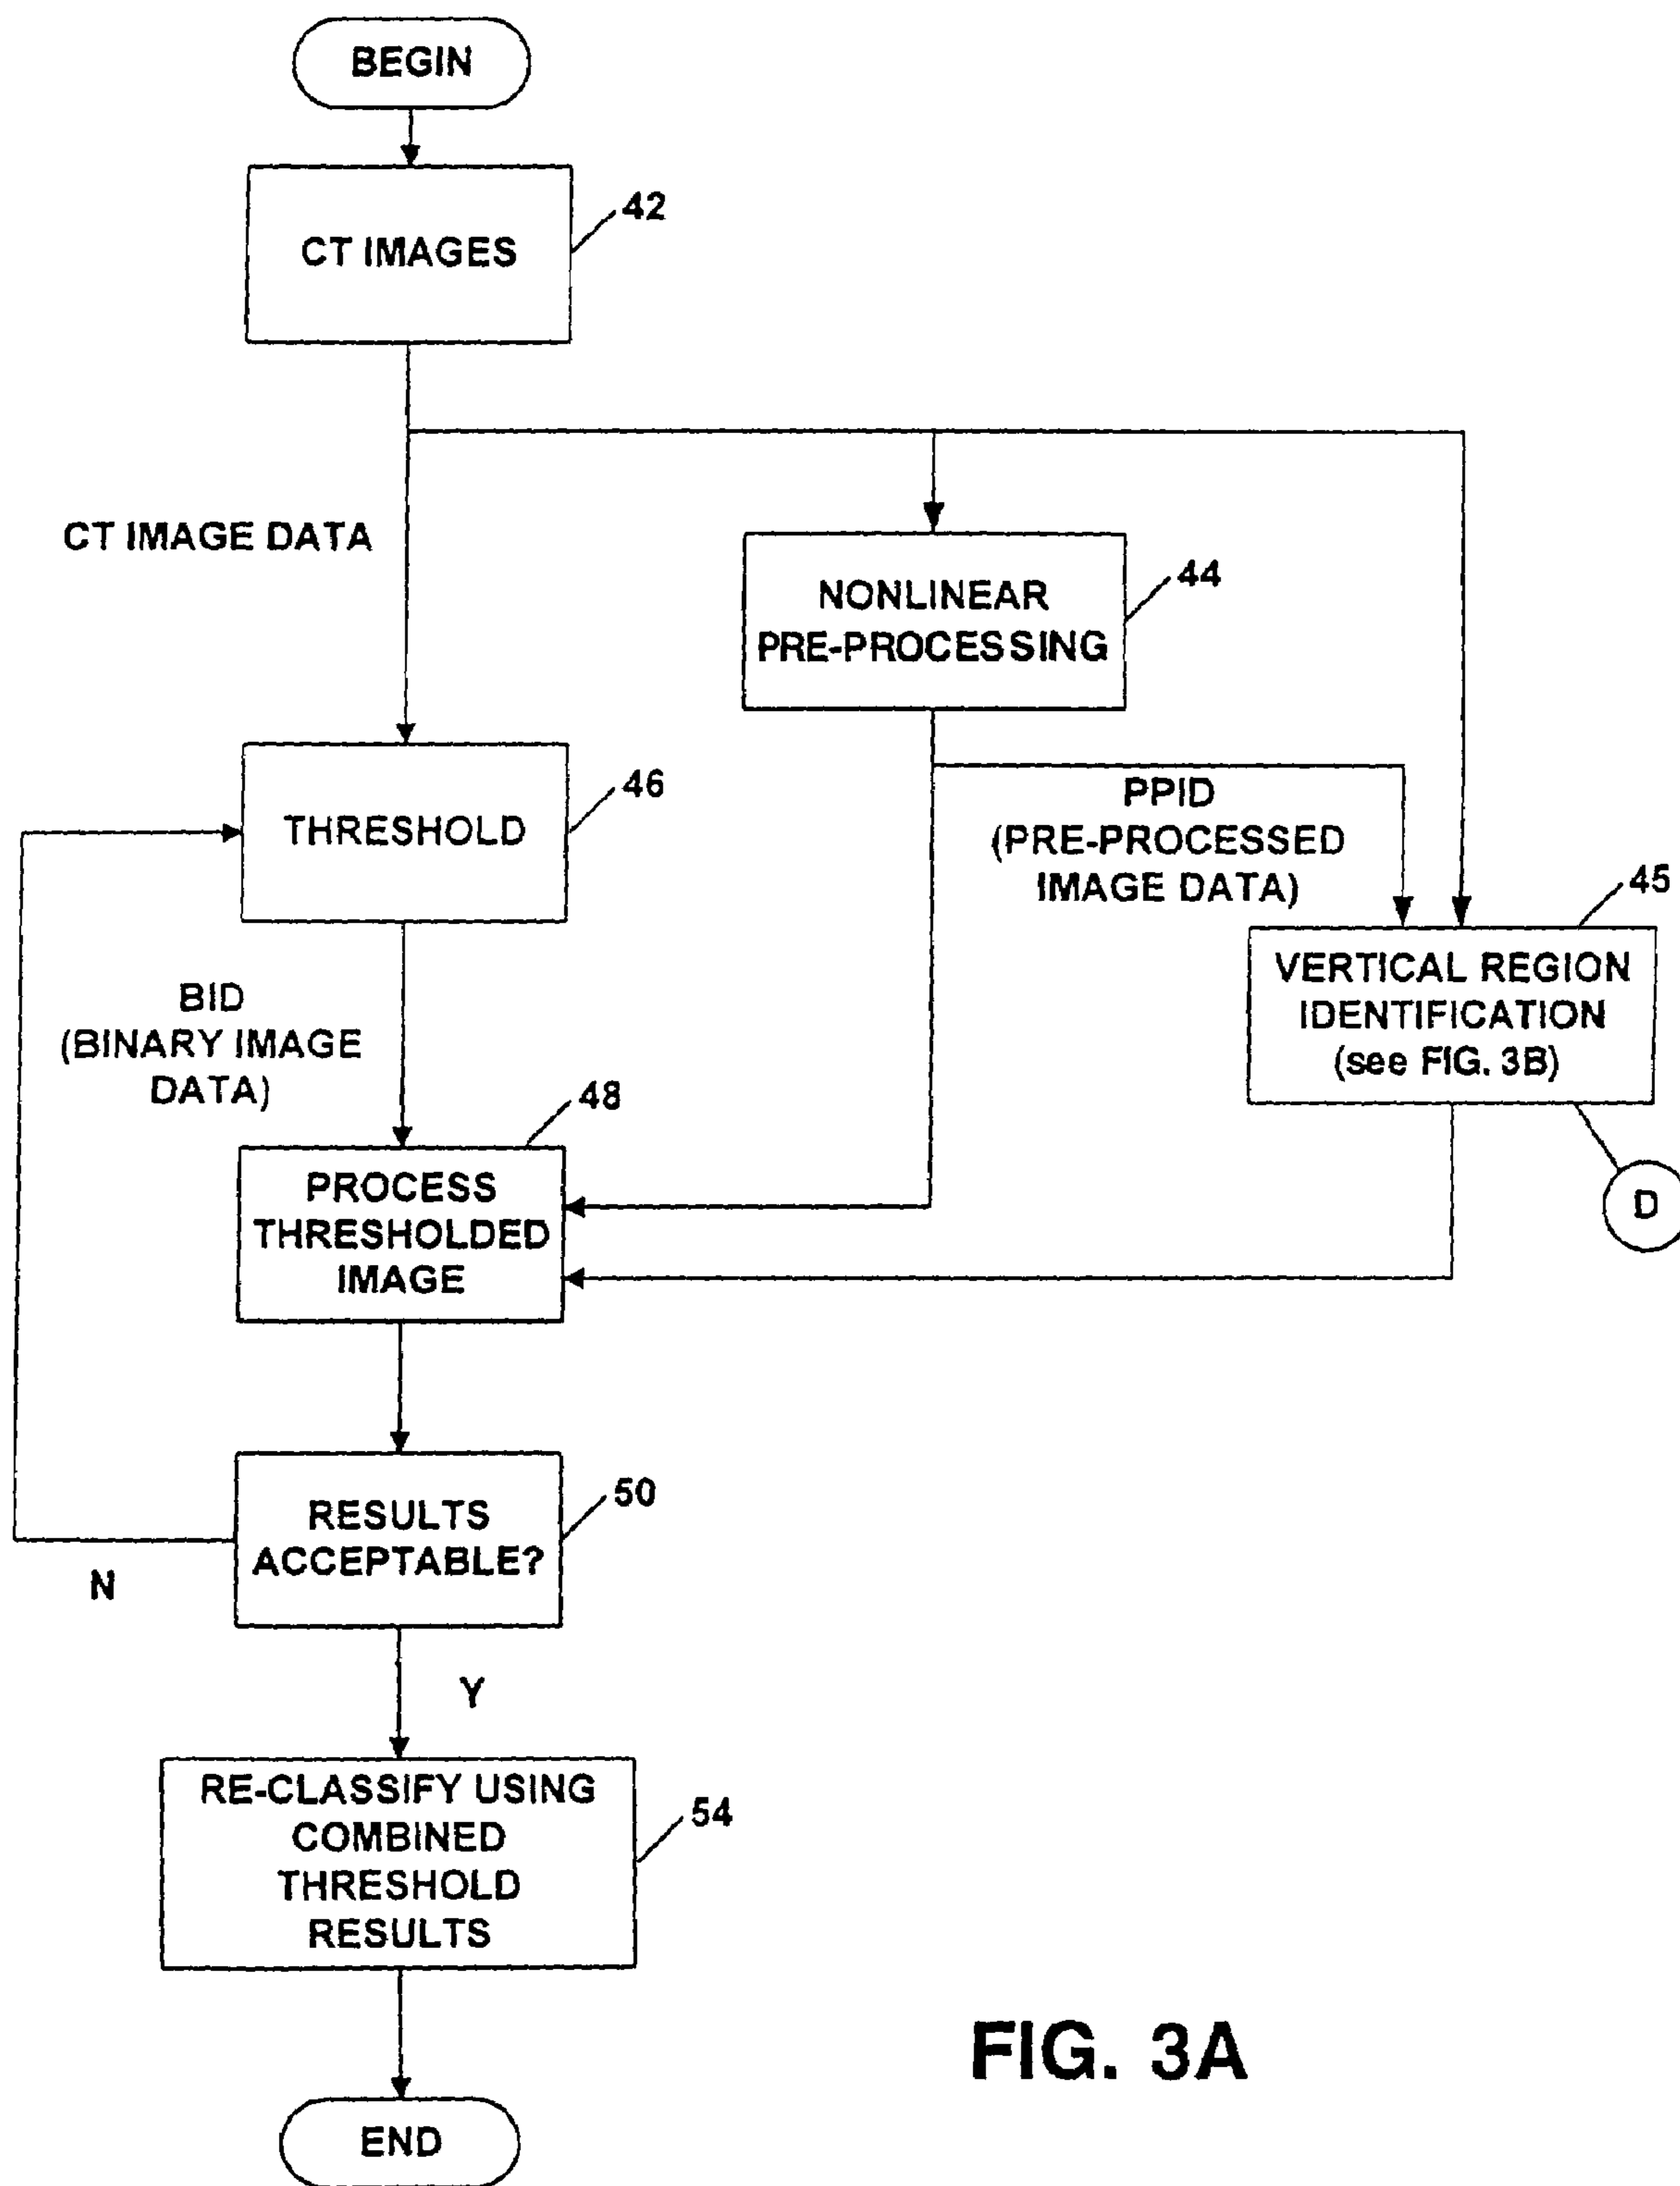 BEGIN
CT IMAGES
42
CT IMAGE DATA
NONLINEAR
PRE-PROCESSING
44
THRESHOLD
46
PPID
(PRE-PROCESSED
IMAGE DATA)
45
VERTICAL REGION
IDENTIFICATION
(see FIG. 3B)
D
BID
(BINARY IMAGE
DATA)
48
PROCESS
THRESHOLDED
IMAGE
RESULTS
ACCEPTABLE?
50
N
Y
RE-CLASSIFY USING
COMBINED
THRESHOLD
RESULTS
54
END
FIG. 3A